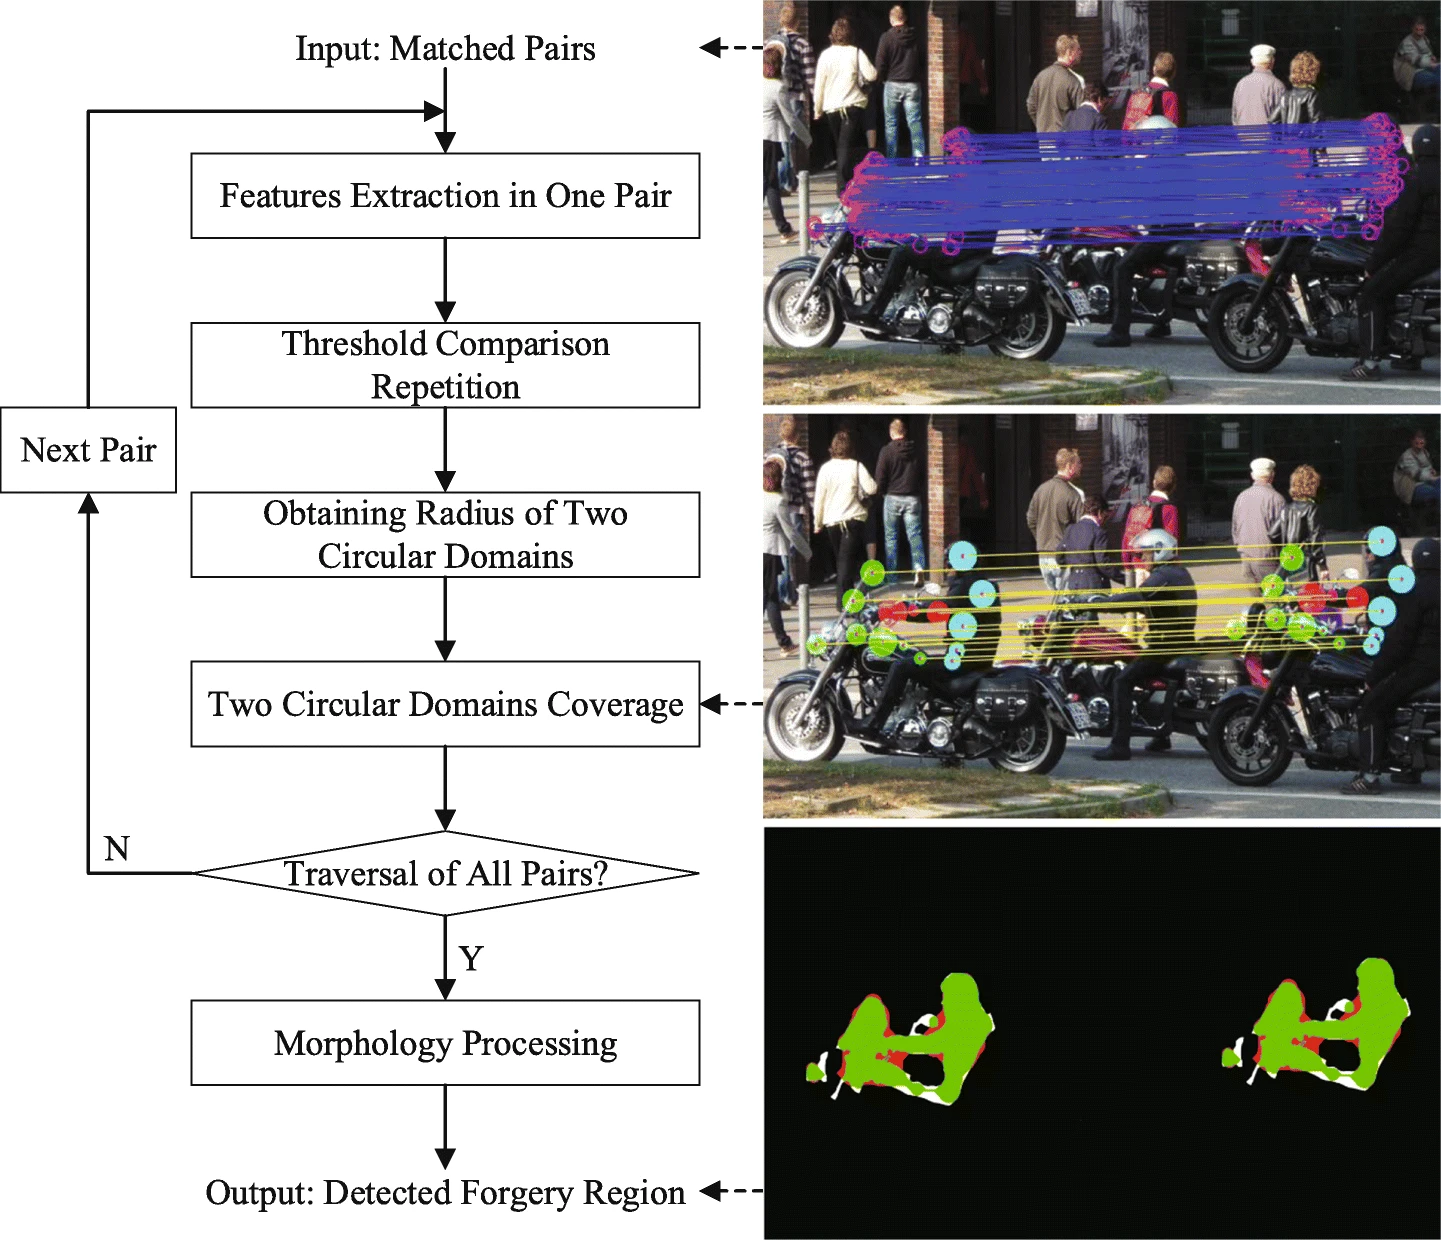 Input: Matched Pairs
Features Extraction in One Pair
Threshold Comparison
Repetition
Next Pair
Obtaining Radius of Two
Circular Domains
Two Circular Domains Coverage
N
Traversal of All Pairs?
Y
Morphology Processing
Output: Detected Forgery Region